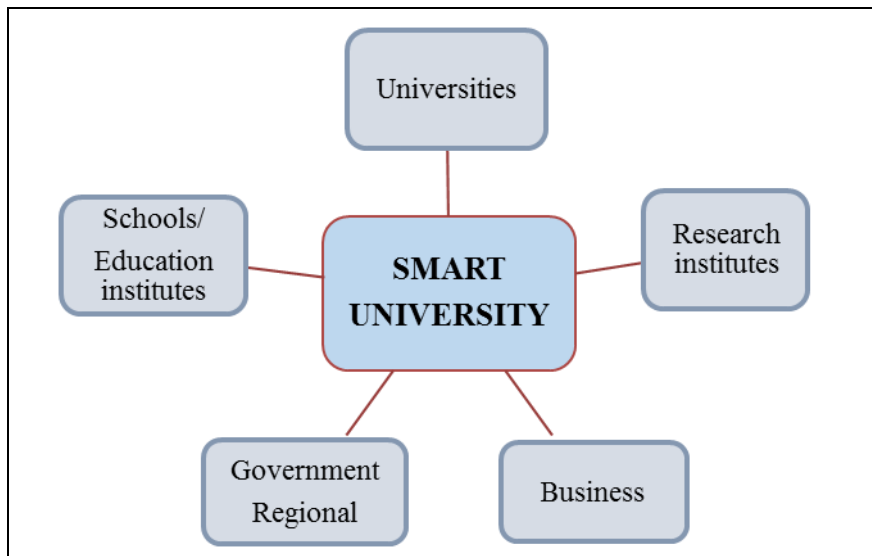 Universities
Schools/
Education
institutes
Research
institutes
SMART
UNIVERSITY
Government
Regional
Business